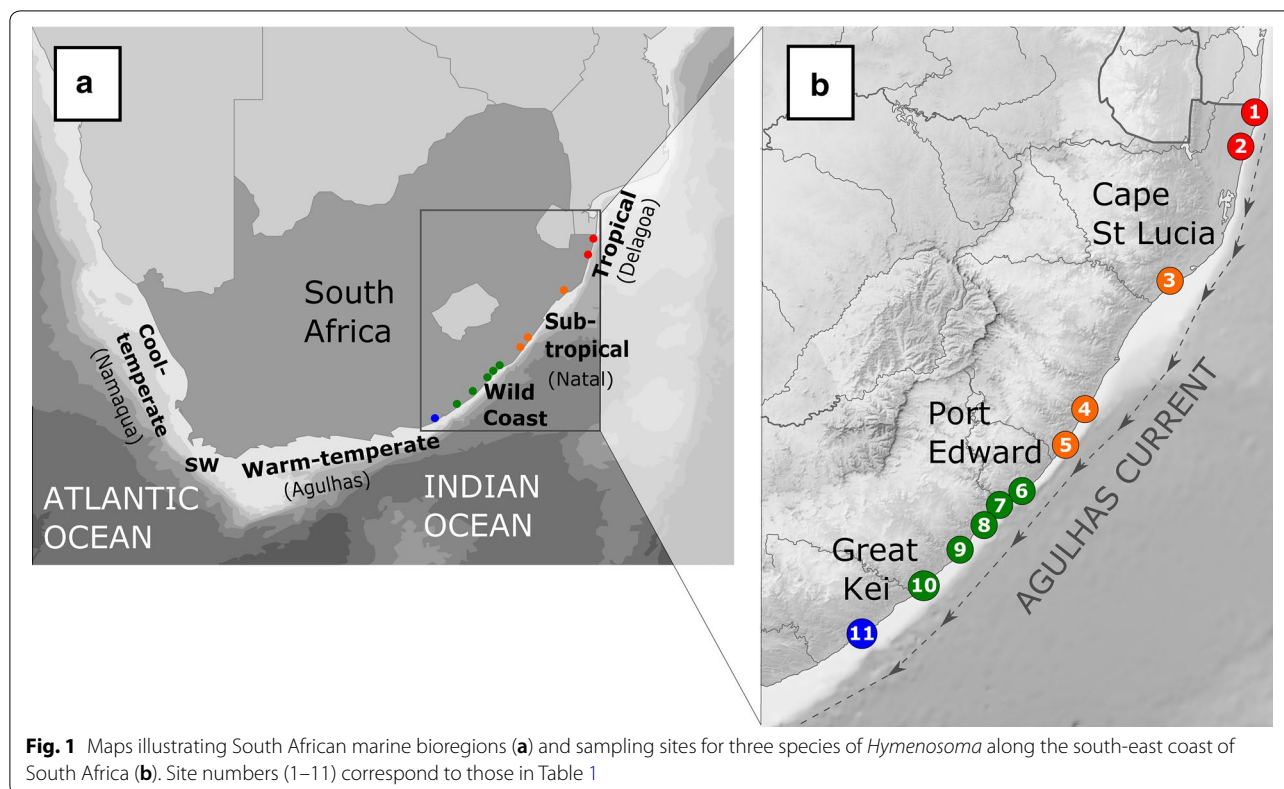 a
South
Africa
Cool-
temperate
(Namaqua)
SW
Warm-temperate
(Agulhas)
Wild
Coast
Sub-
tropical
(Natal)
Tropical
(Delagoa)
ATLANTIC
OCEAN
INDIAN
OCEAN
b
1
2
Cape
St Lucia
3
4
Port
Edward
5
6
7
8
9
Great
Kei
10
11
AGULHAS CURRENT
Fig. 1 Maps illustrating South African marine bioregions (a) and sampling sites for three species of Hymenosoma along the south-east coast of
South Africa (b). Site numbers (1–11) correspond to those in Table 1